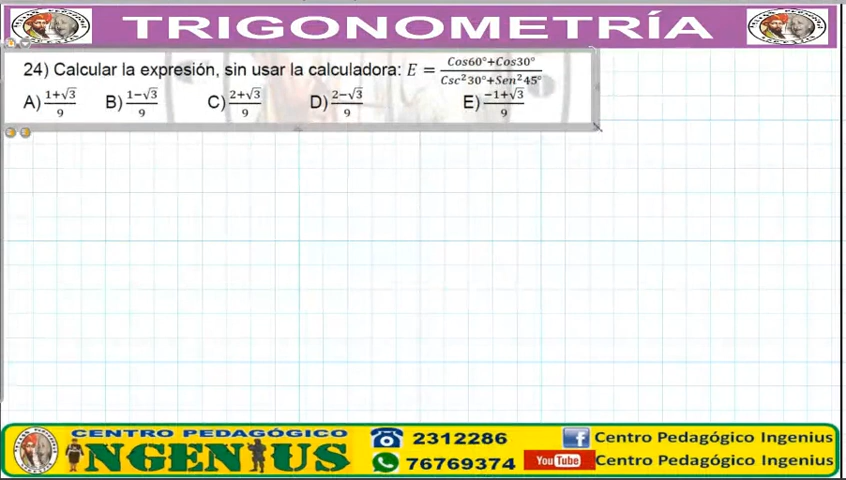 TRIGONOMETRÍA
24) Calcular la expresión, sin usar la calculadora: E = (Cos60°+Cos30°)/(Csc²30°+Sen²45°)
A) (1+√3)/9 B) (1−√3)/9 C) (2+√3)/9 D) (2−√3)/9 E) (−1+√3)/9
CENTRO PEDAGÓGICO
INGENIUS
2312286
76769374
f Centro Pedagógico Ingenius
YouTube Centro Pedagógico Ingenius